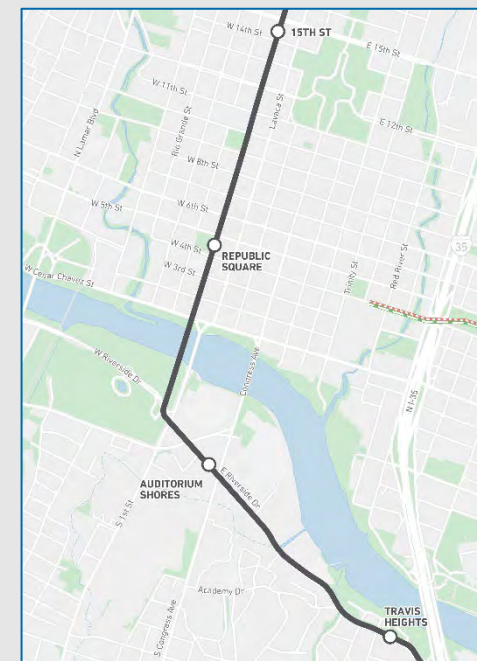 W 14th St
15TH ST
E 15th St
W 11th St
Lavaca St
N Lamar Blvd
Rio Grande St
E 12th St
W 8th St
W 6th St
W 5th St
W 4th St
REPUBLIC
SQUARE
W 3rd St
Red River St
35
Trinity St
W Cesar Chavez St
N I-35
W Riverside Dr
Congress Ave
AUDITORIUM
SHORES
E Riverside Dr
S 1st St
Academy Dr
S Congress Ave
TRAVIS
HEIGHTS